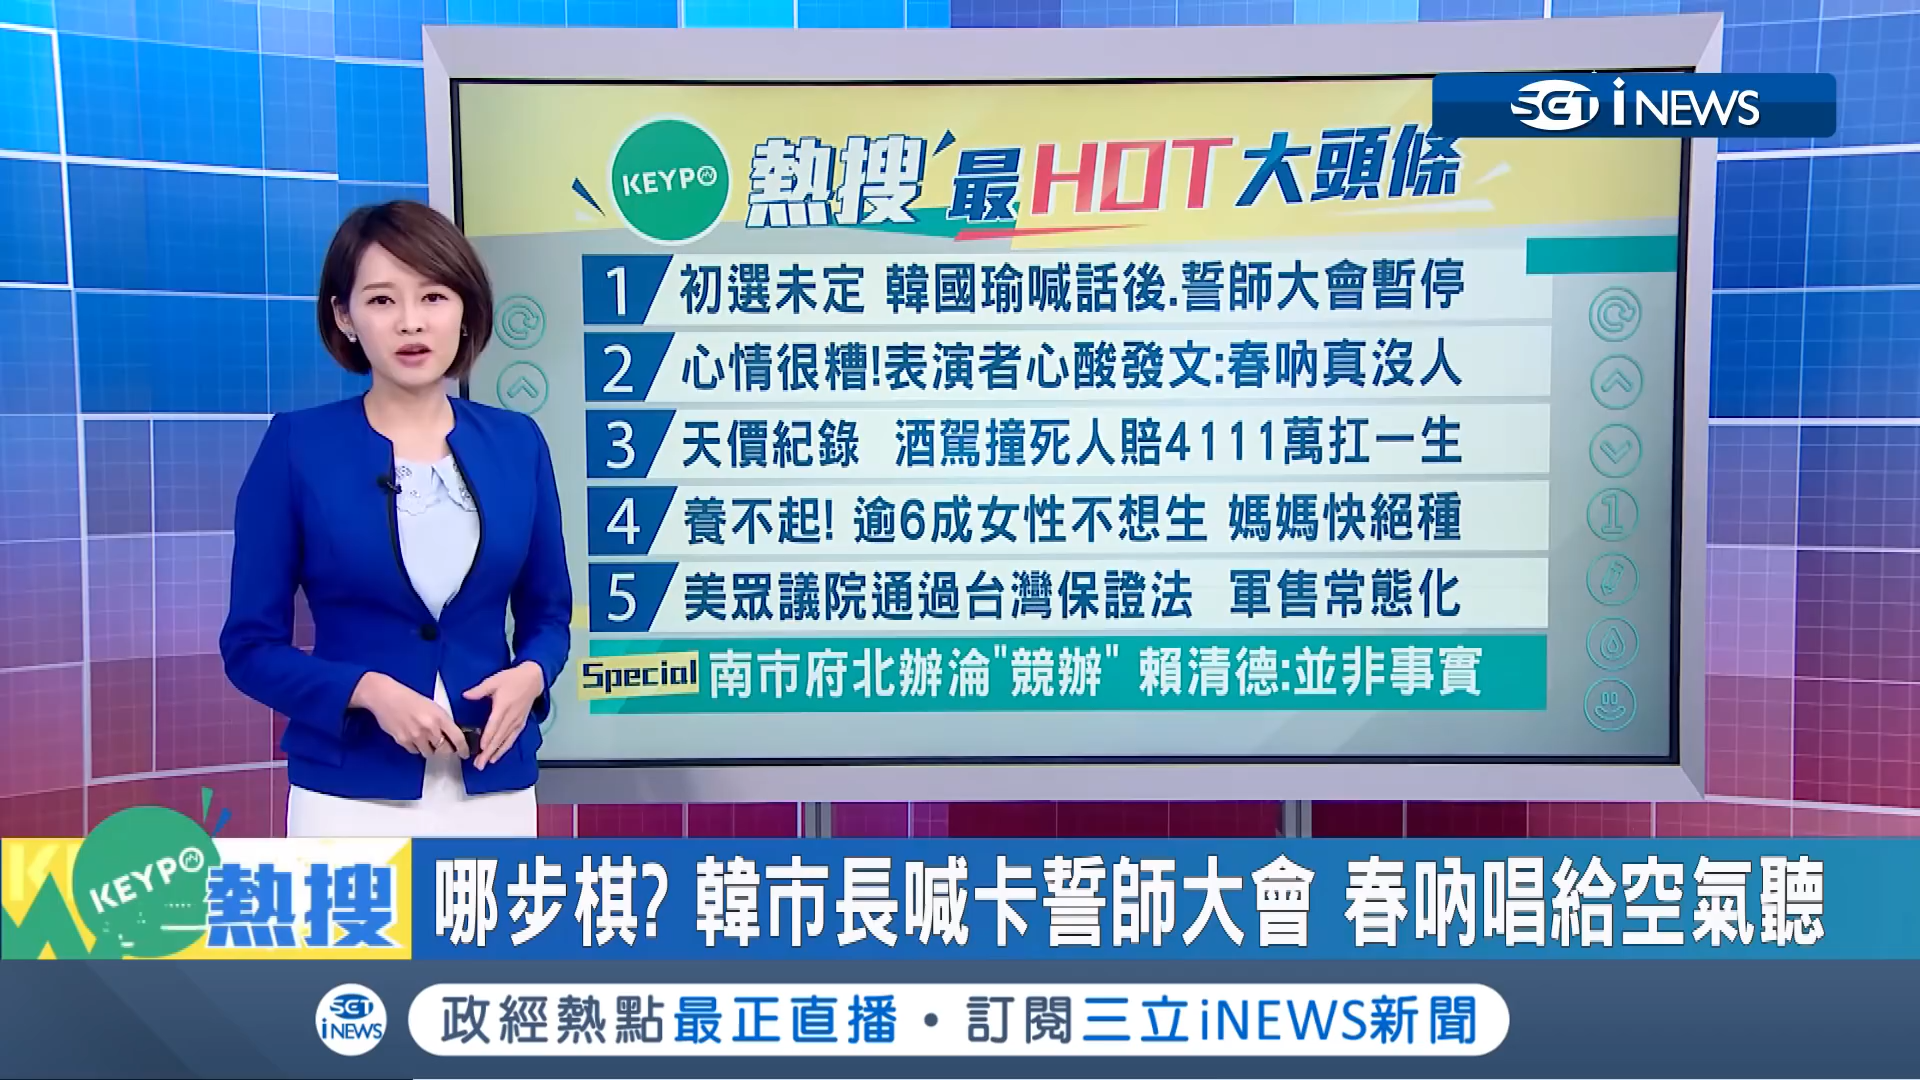 SET iNEWS
KEYPO 熱搜 最HOT大頭條
1 初選未定 韓國瑜喊話後.誓師大會暫停
2 心情很糟!表演者心酸發文:春吶真沒人
3 天價紀錄 酒駕撞死人賠4111萬扛一生
4 養不起! 逾6成女性不想生 媽媽快絕種
5 美眾議院通過台灣保證法 軍售常態化
Special 南市府北辦淪"競辦" 賴清德:並非事實
KEYPO 熱搜 哪步棋? 韓市長喊卡誓師大會 春吶唱給空氣聽
SET iNEWS 政經熱點最正直播・訂閱三立iNEWS新聞